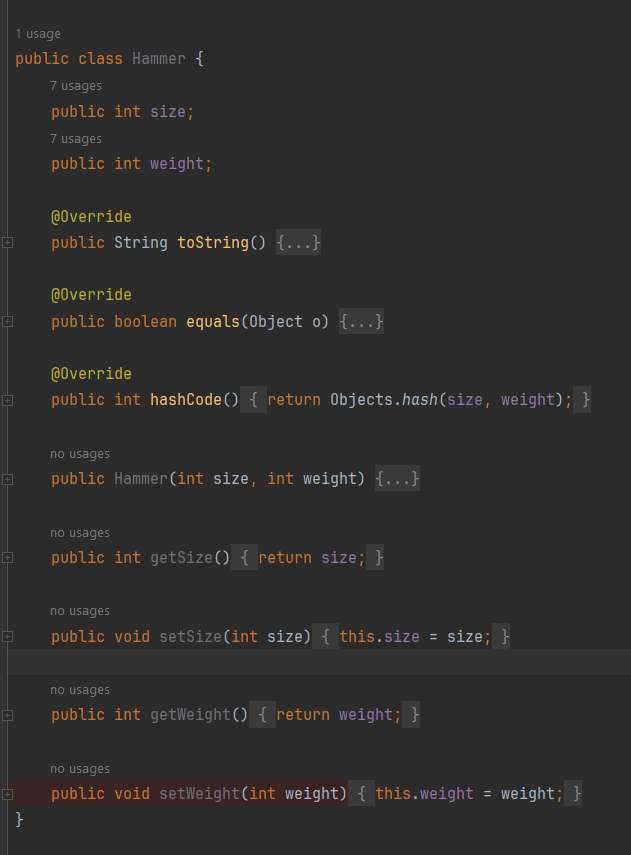 1 usage
public class Hammer {
7 usages
public int size;
7 usages
public int weight;
@Override
public String toString() {...}
@Override
public boolean equals(Object o) {...}
@Override
public int hashCode() { return Objects.hash(size, weight); }
no usages
public Hammer(int size, int weight) {...}
no usages
public int getSize() { return size; }
no usages
public void setSize(int size) { this.size = size; }
no usages
public int getWeight() { return weight; }
no usages
public void setWeight(int weight) { this.weight = weight; }
}